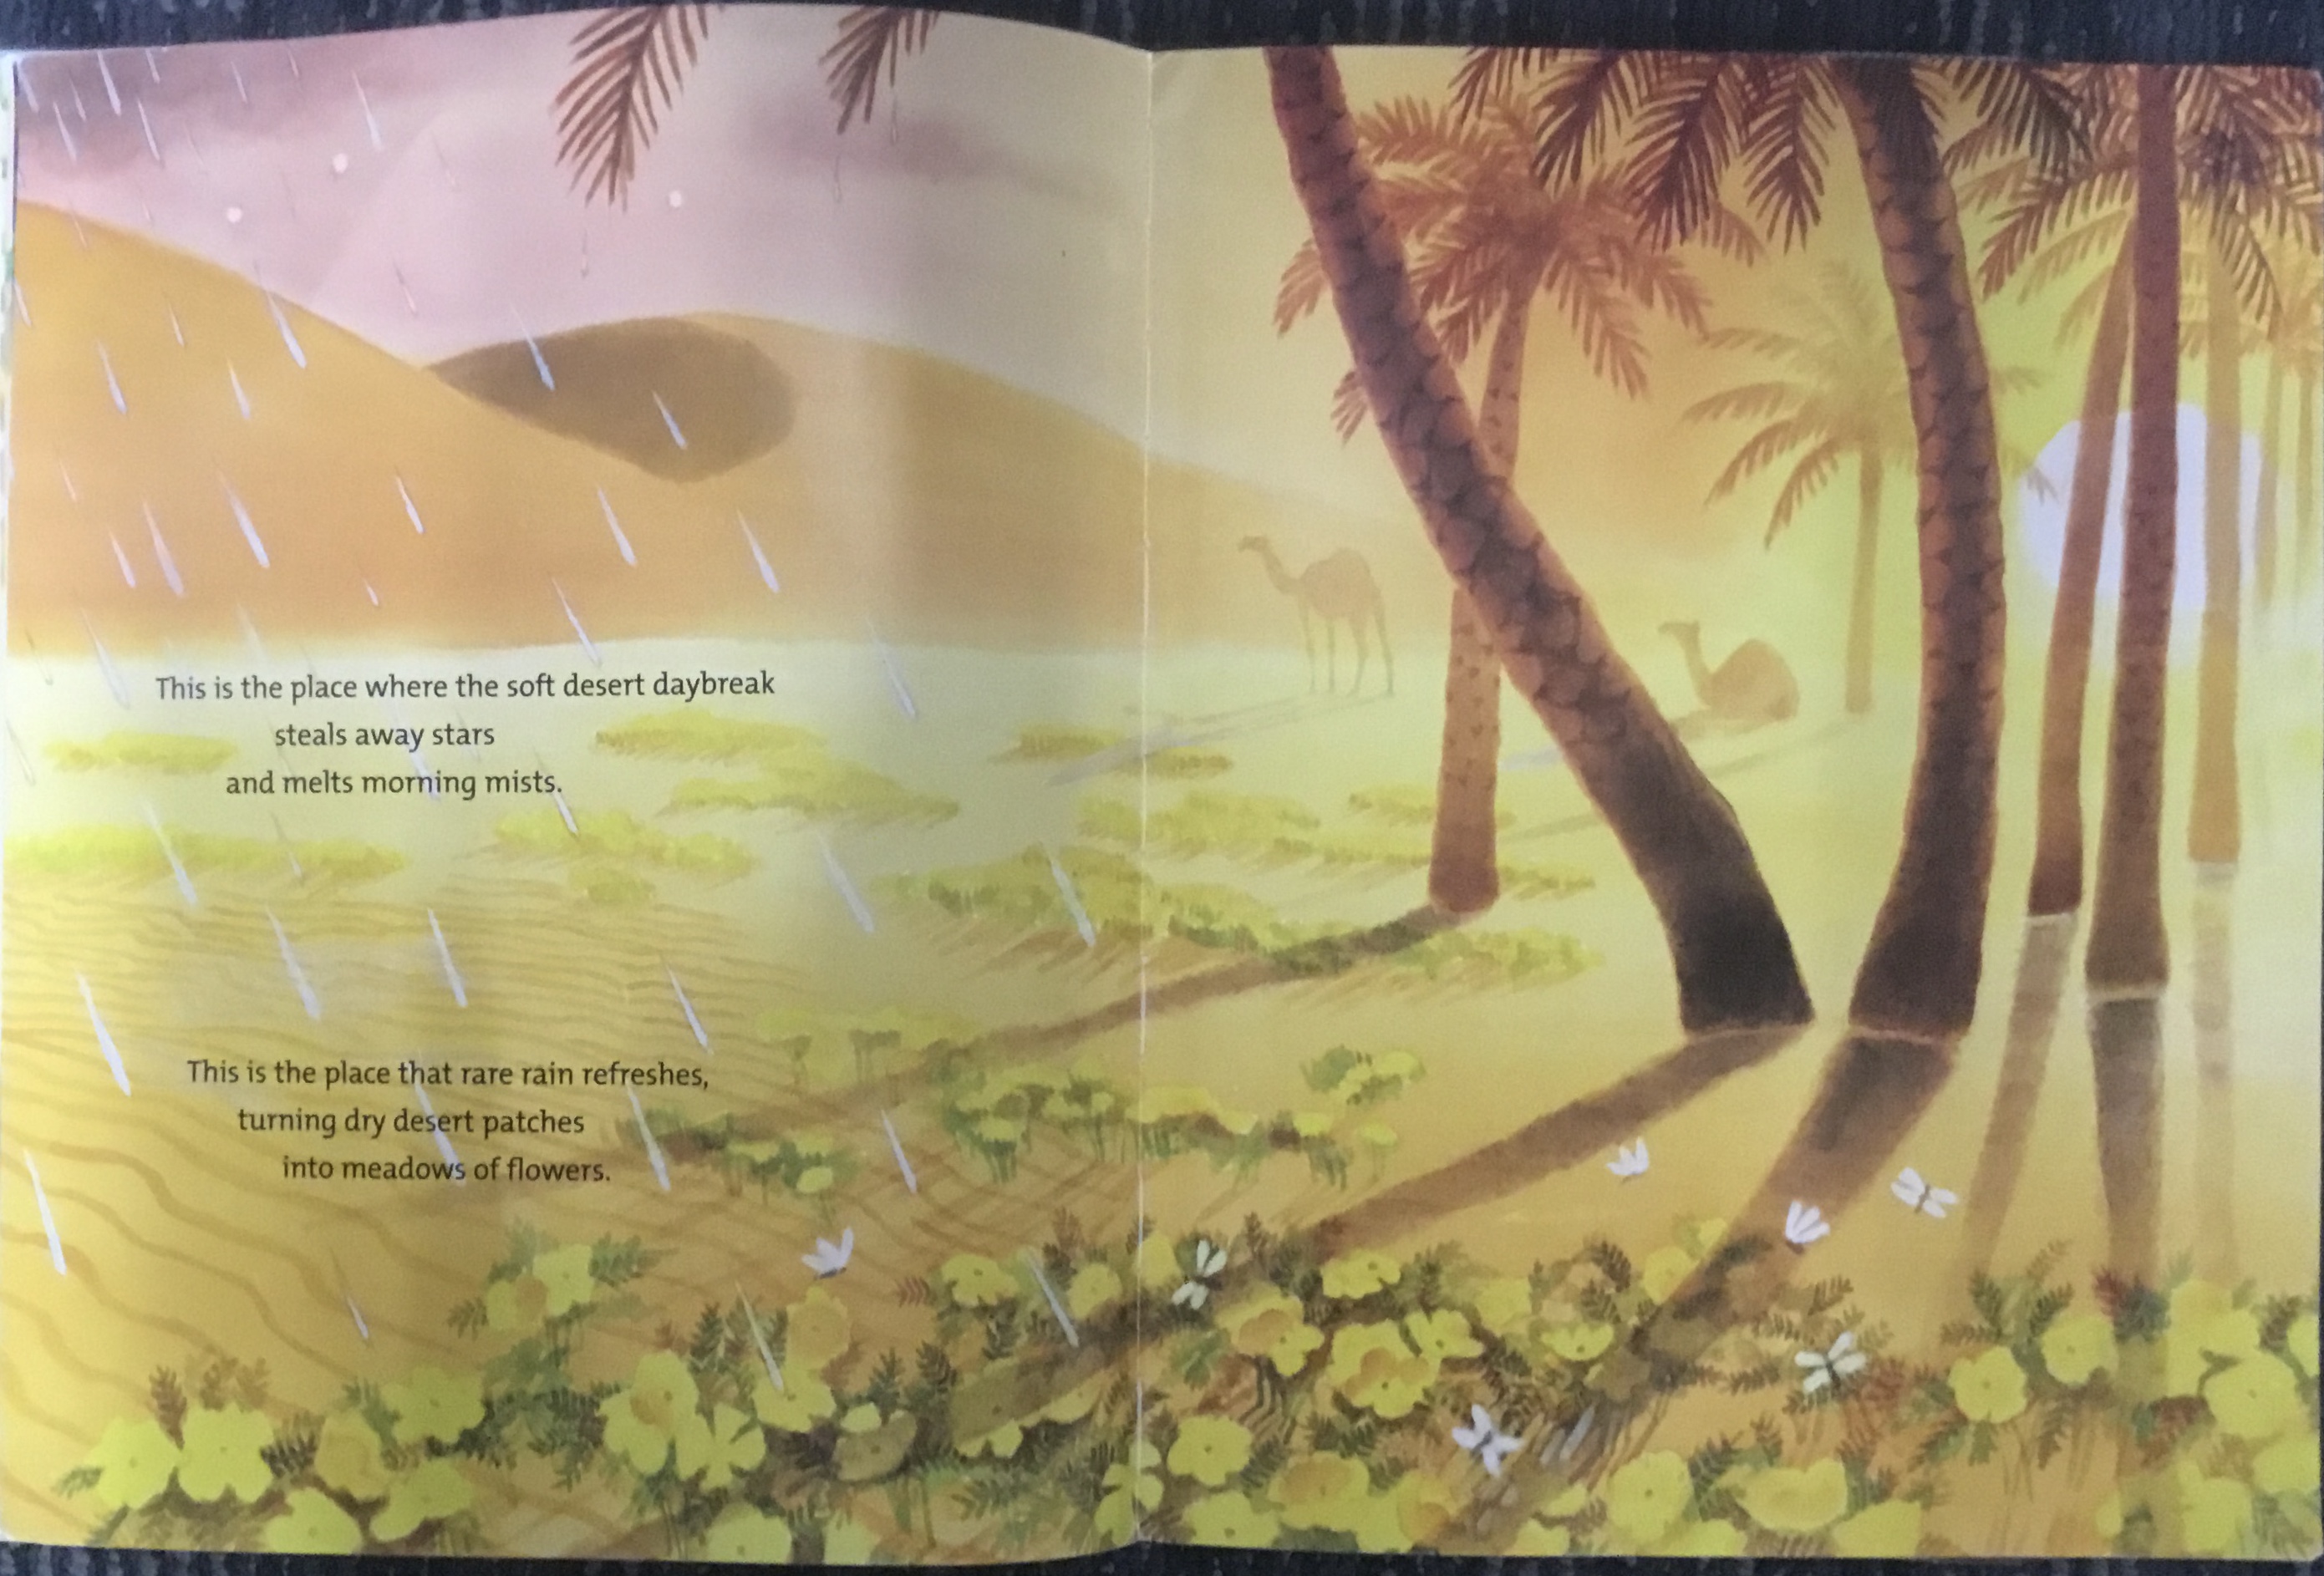 This is the place where the soft desert daybreak
steals away stars
and melts morning mists.
This is the place that rare rain refreshes,
turning dry desert patches
into meadows of flowers.